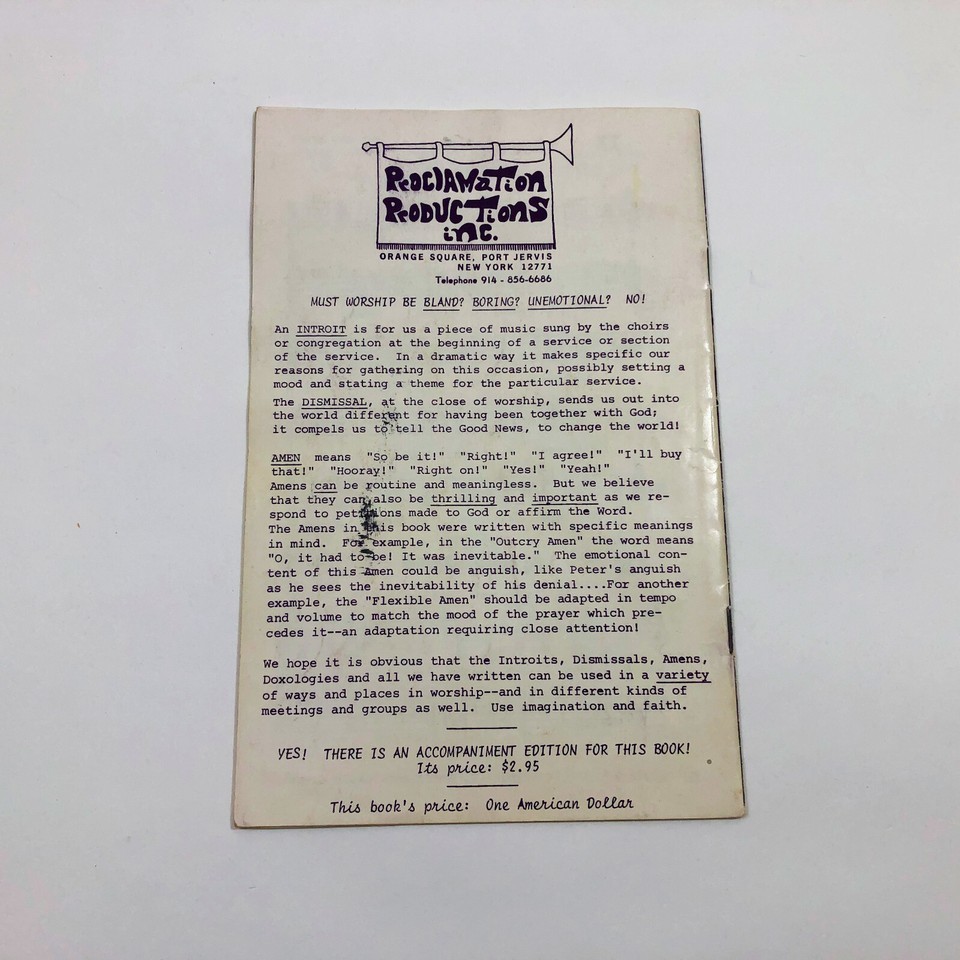 PROCLAMATION
PRODUCTIONS
INC.
ORANGE SQUARE, PORT JERVIS
NEW YORK 12771
Telephone 914 - 856-6686
MUST WORSHIP BE BLAND? BORING? UNEMOTIONAL? NO!
An INTROIT is for us a piece of music sung by the choirs
or congregation at the beginning of a service or section
of the service. In a dramatic way it makes specific our
reasons for gathering on this occasion, possibly setting a
mood and stating a theme for the particular service.
The DISMISSAL, at the close of worship, sends us out into
the world different for having been together with God;
it compels us to tell the Good News, to change the world!
AMEN means "So be it!" "Right!" "I agree!" "I'll buy
that!" "Hooray!" "Right on!" "Yes!" "Yeah!"
Amens can be routine and meaningless. But we believe
that they can also be thrilling and important as we re-
spond to petitions made to God or affirm the Word.
The Amens in this book were written with specific meanings
in mind. For example, in the "Outcry Amen" the word means
"O, it had to be! It was inevitable." The emotional con-
tent of this Amen could be anguish, like Peter's anguish
as he sees the inevitability of his denial....For another
example, the "Flexible Amen" should be adapted in tempo
and volume to match the mood of the prayer which pre-
cedes it--an adaptation requiring close attention!
We hope it is obvious that the Introits, Dismissals, Amens,
Doxologies and all we have written can be used in a variety
of ways and places in worship--and in different kinds of
meetings and groups as well. Use imagination and faith.
YES! THERE IS AN ACCOMPANIMENT EDITION FOR THIS BOOK!
Its price: $2.95
This book's price: One American Dollar